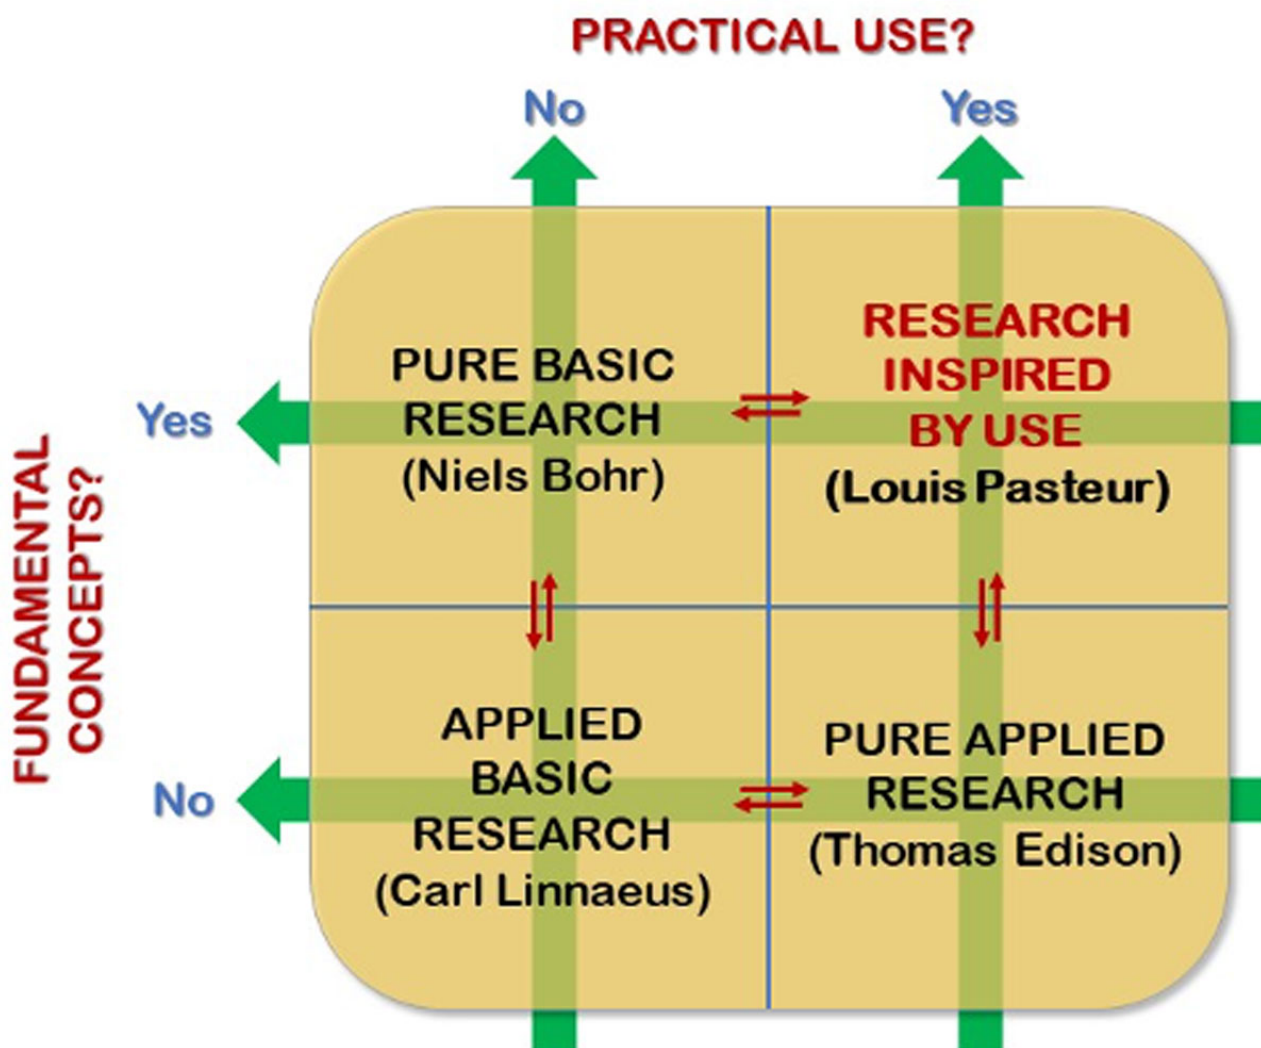 PRACTICAL USE?
No
Yes
FUNDAMENTAL
CONCEPTS?
Yes
PURE BASIC
RESEARCH
(Niels Bohr)
RESEARCH
INSPIRED
BY USE
(Louis Pasteur)
No
APPLIED
BASIC
RESEARCH
(Carl Linnaeus)
PURE APPLIED
RESEARCH
(Thomas Edison)